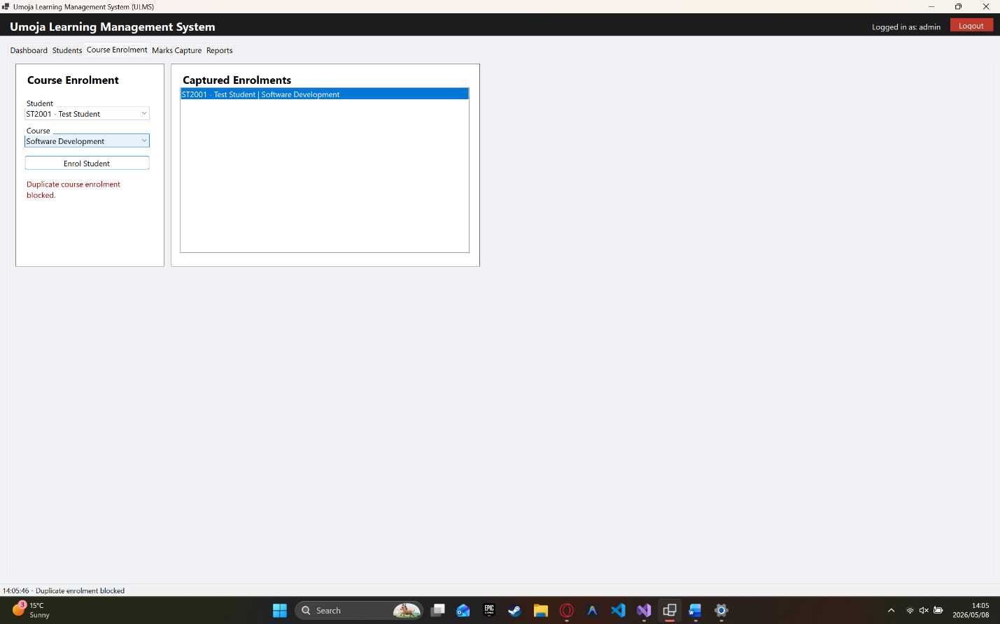 Umoja Learning Management System (ULMS)
Umoja Learning Management System
Logged in as: admin
Logout
Dashboard Students Course Enrolment Marks Capture Reports
Course Enrolment
Student
ST2001 - Test Student
Course
Software Development
Enrol Student
Duplicate course enrolment
blocked.
Captured Enrolments
ST2001 - Test Student | Software Development
14:05:46 - Duplicate enrolment blocked
3
15°C
Sunny
Search
EPIC
GAMES
14:05
2026/05/08